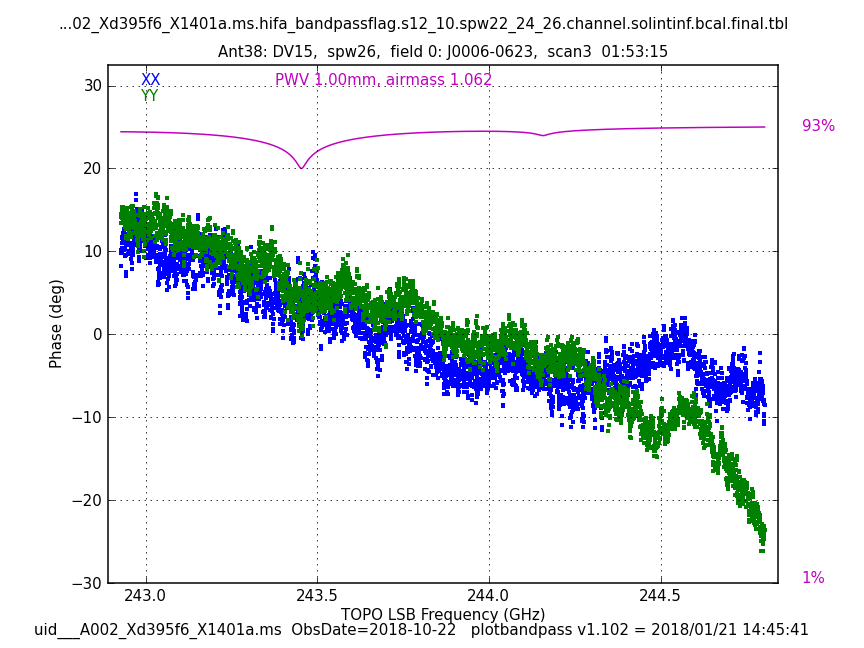 ...02_Xd395f6_X1401a.ms.hifa_bandpassflag.s12_10.spw22_24_26.channel.solintinf.bcal.final.tbl
Ant38: DV15,  spw26,  field 0: J0006-0623,  scan3  01:53:15
XX
PWV 1.00mm, airmass 1.062
YY
93%
1%
30
20
10
0
−10
−20
−30
Phase (deg)
243.0
243.5
244.0
244.5
TOPO LSB Frequency (GHz)
uid___A002_Xd395f6_X1401a.ms  ObsDate=2018-10-22   plotbandpass v1.102 = 2018/01/21 14:45:41